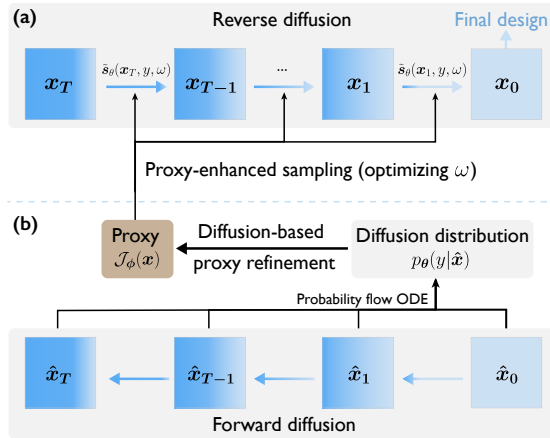 (a)
Reverse diffusion
Final design
x_T
s̃_θ(x_T, y, ω)
x_{T−1}
...
x_1
s̃_θ(x_1, y, ω)
x_0
Proxy-enhanced sampling (optimizing ω)
(b)
Proxy
J_ϕ(x)
Diffusion-based
proxy refinement
Diffusion distribution
p_θ(y|x̂)
Probability flow ODE
x̂_T
x̂_{T−1}
x̂_1
x̂_0
Forward diffusion